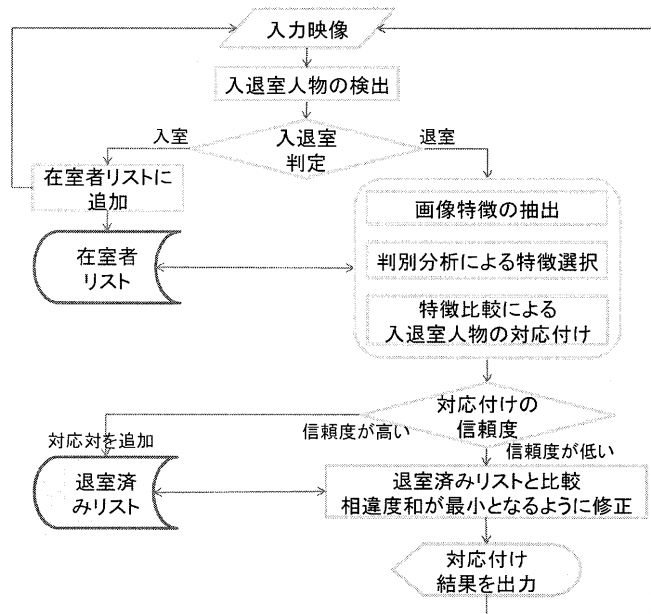 入力映像
入退室人物の検出
入退室
判定
入室
退室
在室者リストに
追加
在室者
リスト
画像特徴の抽出
判別分析による特徴選択
特徴比較による
入退室人物の対応付け
対応付けの
信頼度
対応対を追加
信頼度が高い
信頼度が低い
退室済
みリスト
退室済みリストと比較
相違度和が最小となるように修正
対応付け
結果を出力